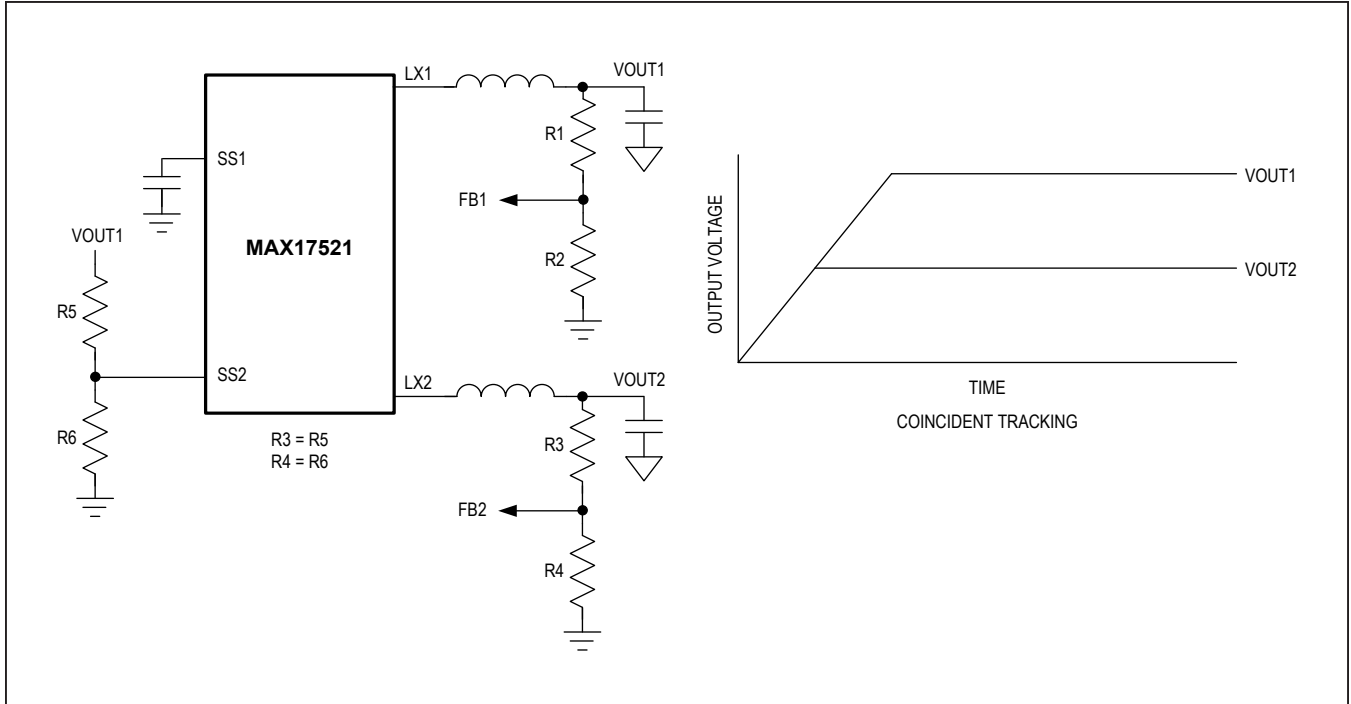 LX1
VOUT1
R1
SS1
FB1
VOUT1
MAX17521
R2
R5
SS2
LX2
VOUT2
R6
R3 = R5
R4 = R6
R3
FB2
R4
OUTPUT VOLTAGE
VOUT1
VOUT2
TIME
COINCIDENT TRACKING